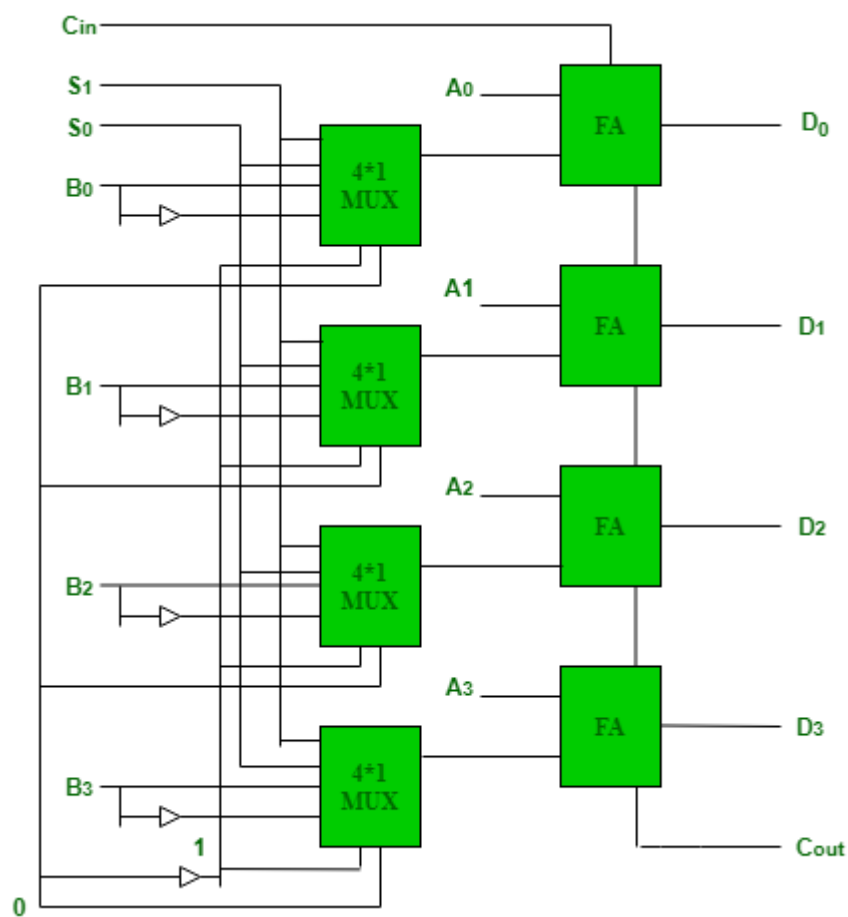 Cin
S1
S0
A0
FA
D0
4*1
MUX
B0
A1
FA
D1
4*1
MUX
B1
A2
FA
D2
4*1
MUX
B2
A3
FA
D3
4*1
MUX
B3
1
Cout
0